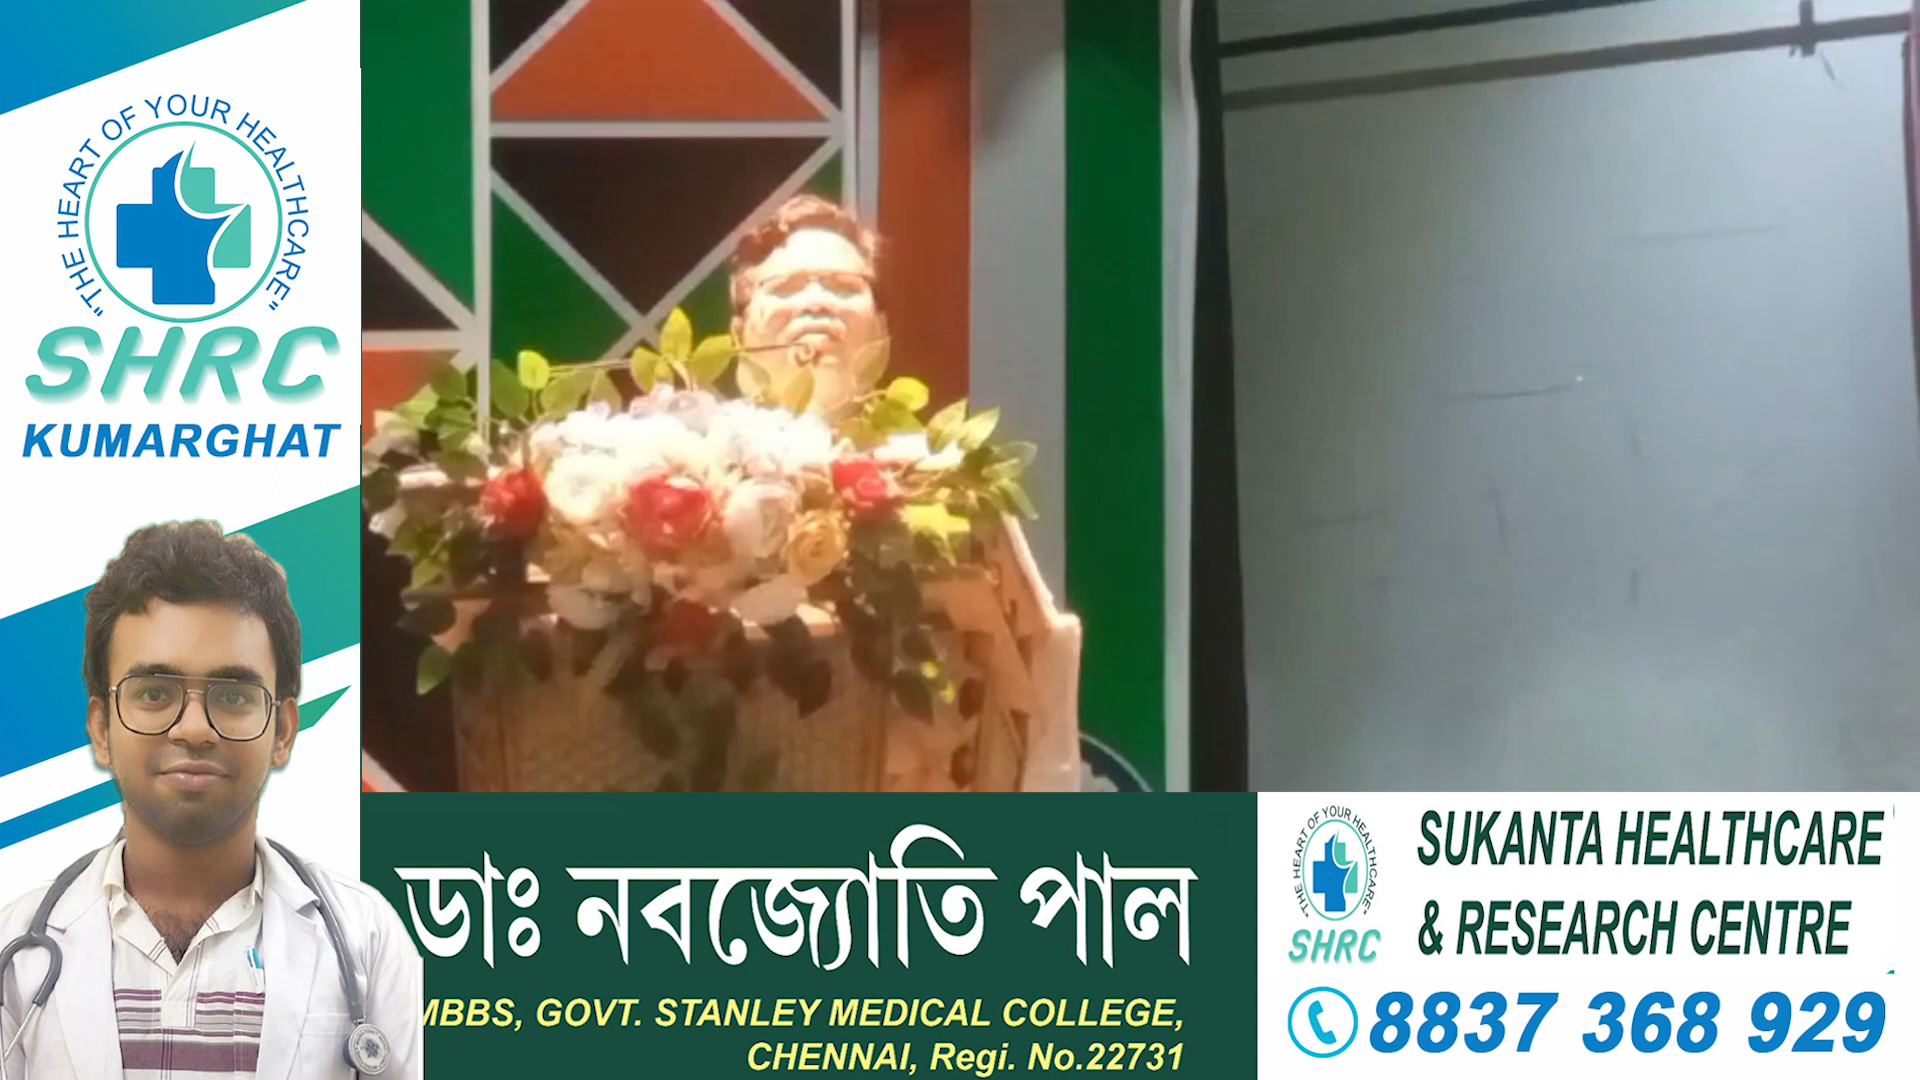 "THE HEART OF YOUR HEALTHCARE"
SHRC
KUMARGHAT
ডাঃ নবজ্যোতি পাল
MBBS, GOVT. STANLEY MEDICAL COLLEGE,
CHENNAI, Regi. No.22731
"THE HEART OF YOUR HEALTHCARE"
SHRC
SUKANTA HEALTHCARE
& RESEARCH CENTRE
8837 368 929